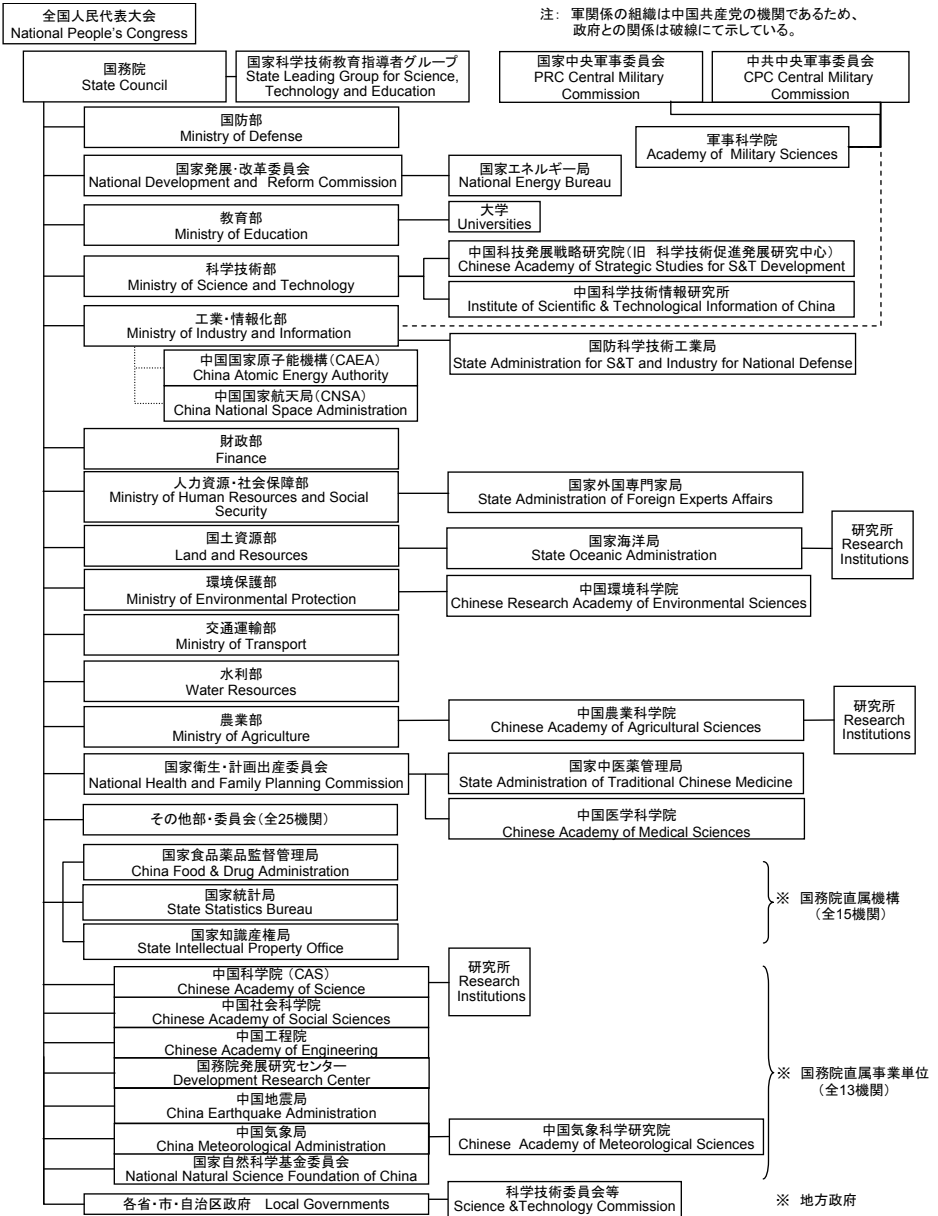 全国人民代表大会
National People's Congress
注: 軍関係の組織は中国共産党の機関であるため、
政府との関係は破線にて示している。
国務院
State Council
国家科学技術教育指導者グループ
State Leading Group for Science,
Technology and Education
国家中央軍事委員会
PRC Central Military
Commission
中共中央軍事委員会
CPC Central Military
Commission
国防部
Ministry of Defense
軍事科学院
Academy of Military Sciences
国家発展・改革委員会
National Development and Reform Commission
国家エネルギー局
National Energy Bureau
教育部
Ministry of Education
大学
Universities
科学技術部
Ministry of Science and Technology
中国科技発展戦略研究院(旧 科学技術促進発展研究中心)
Chinese Academy of Strategic Studies for S&T Development
中国科学技術情報研究所
Institute of Scientific & Technological Information of China
工業・情報化部
Ministry of Industry and Information
国防科学技術工業局
State Administration for S&T and Industry for National Defense
中国国家原子能機構(CAEA)
China Atomic Energy Authority
中国国家航天局(CNSA)
China National Space Administration
財政部
Finance
人力資源・社会保障部
Ministry of Human Resources and Social
Security
国家外国専門家局
State Administration of Foreign Experts Affairs
国土資源部
Land and Resources
国家海洋局
State Oceanic Administration
研究所
Research
Institutions
環境保護部
Ministry of Environmental Protection
中国環境科学院
Chinese Research Academy of Environmental Sciences
交通運輸部
Ministry of Transport
水利部
Water Resources
農業部
Ministry of Agriculture
中国農業科学院
Chinese Academy of Agricultural Sciences
研究所
Research
Institutions
国家衛生・計画出産委員会
National Health and Family Planning Commission
国家中医薬管理局
State Administration of Traditional Chinese Medicine
中国医学科学院
Chinese Academy of Medical Sciences
その他部・委員会(全25機関)
国家食品薬品監督管理局
China Food & Drug Administration
国家統計局
State Statistics Bureau
国家知識産権局
State Intellectual Property Office
※ 国務院直属機構
(全15機関)
中国科学院 (CAS)
Chinese Academy of Science
研究所
Research
Institutions
中国社会科学院
Chinese Academy of Social Sciences
中国工程院
Chinese Academy of Engineering
国務院発展研究センター
Development Research Center
中国地震局
China Earthquake Administration
中国気象局
China Meteorological Administration
中国気象科学研究院
Chinese Academy of Meteorological Sciences
国家自然科学基金委員会
National Natural Science Foundation of China
※ 国務院直属事業単位
(全13機関)
各省・市・自治区政府 Local Governments
科学技術委員会等
Science &Technology Commission
※ 地方政府